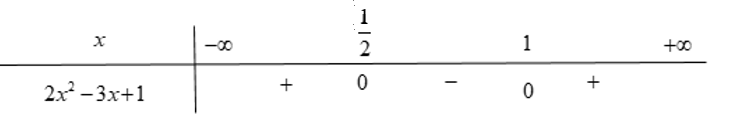 x −∞ 1/2 1 +∞
2x² −3x+1 + 0 − 0 +